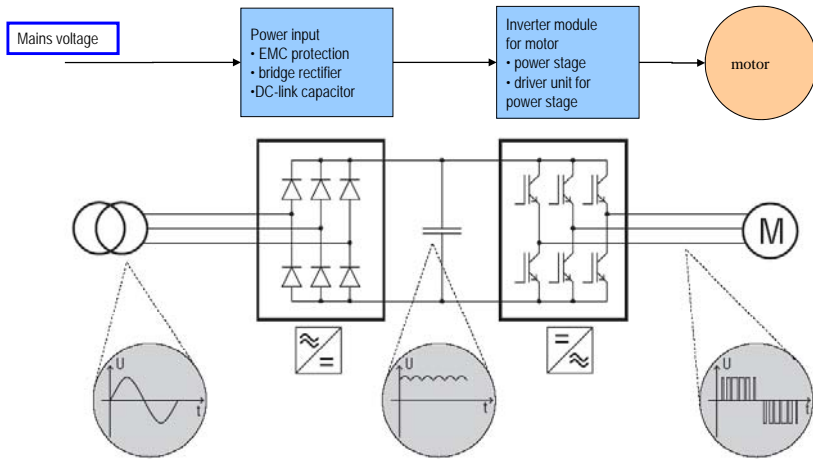 Mains voltage
Power input
• EMC protection
• bridge rectifier
•DC-link capacitor
Inverter module
for motor
• power stage
• driver unit for
power stage
motor
M
U
t
U
t
U
t